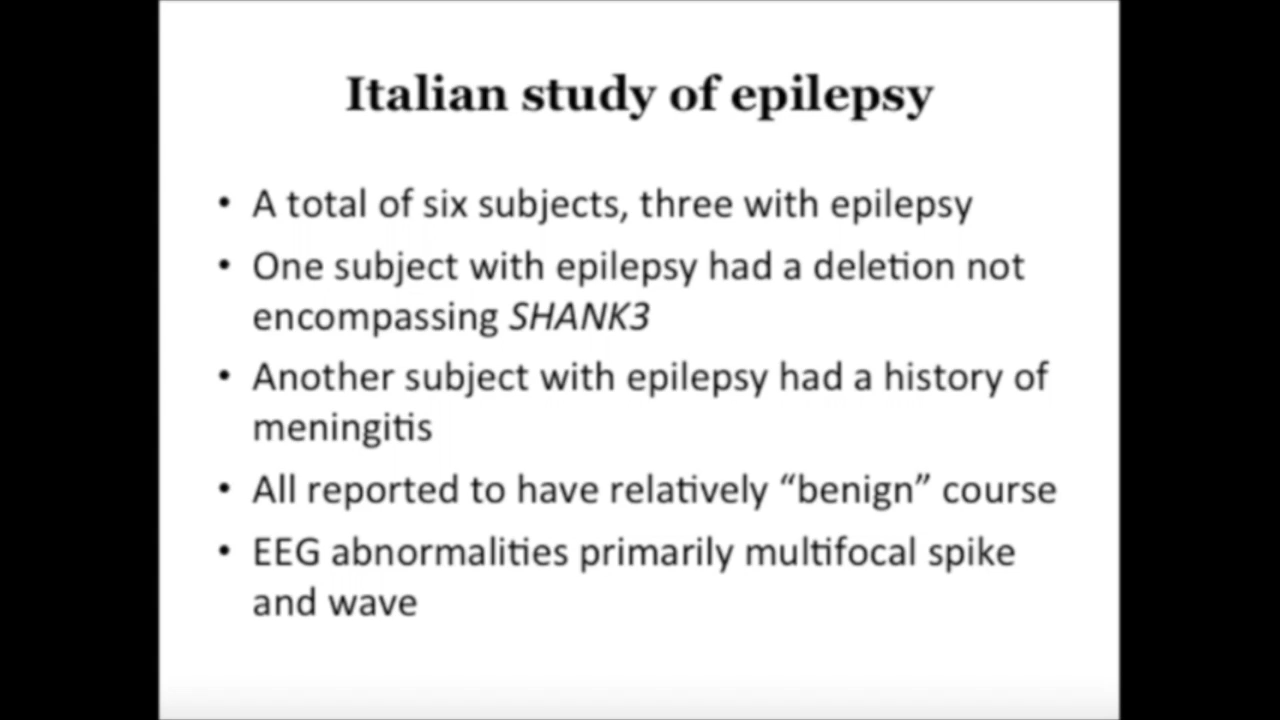 Italian study of epilepsy
• A total of six subjects, three with epilepsy
• One subject with epilepsy had a deletion not
encompassing SHANK3
• Another subject with epilepsy had a history of
meningitis
• All reported to have relatively “benign” course
• EEG abnormalities primarily multifocal spike
and wave